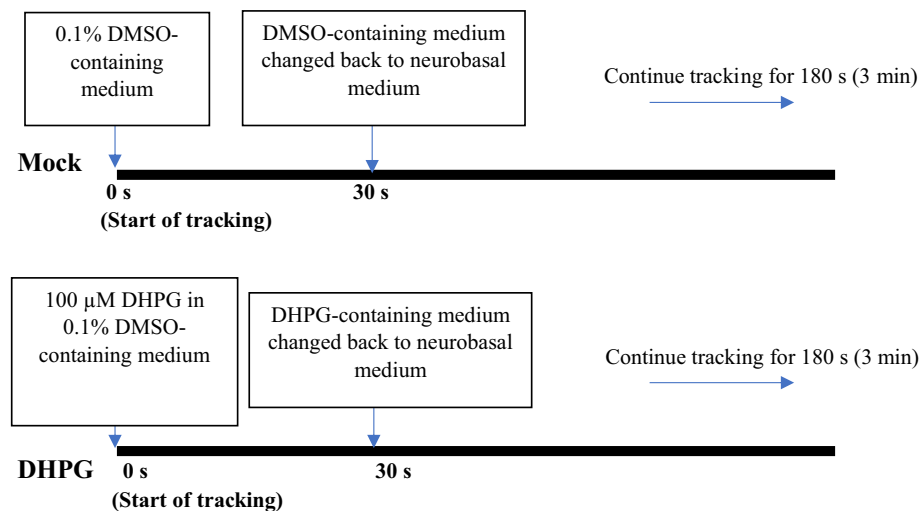 0.1% DMSO-
containing
medium
DMSO-containing medium
changed back to neurobasal
medium
Continue tracking for 180 s (3 min)
Mock
0 s
30 s
(Start of tracking)
100 µM DHPG in
0.1% DMSO-
containing medium
DHPG-containing medium
changed back to neurobasal
medium
Continue tracking for 180 s (3 min)
DHPG
0 s
30 s
(Start of tracking)